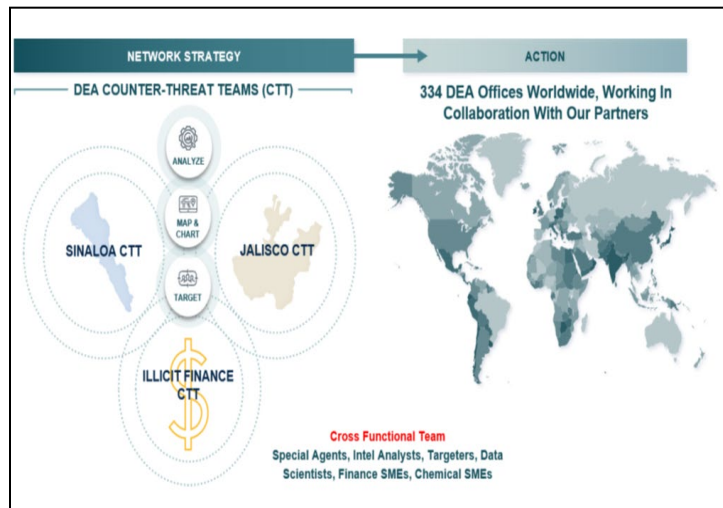 NETWORK STRATEGY
ACTION
DEA COUNTER-THREAT TEAMS (CTT)
334 DEA Offices Worldwide, Working In
Collaboration With Our Partners
ANALYZE
MAP &
CHART
SINALOA CTT
JALISCO CTT
TARGET
ILLICIT FINANCE
CTT
Cross Functional Team
Special Agents, Intel Analysts, Targeters, Data
Scientists, Finance SMEs, Chemical SMEs